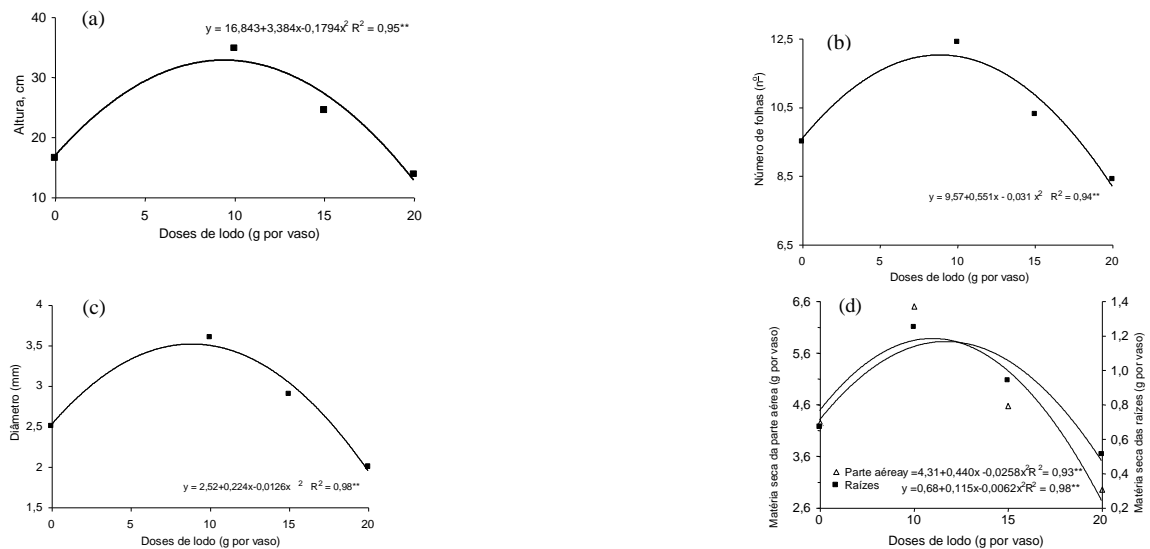 (a)
y = 16,843+3,384x-0,1794x² R² = 0,95**
40
30
20
10
Altura, cm
0 5 10 15 20
Doses de lodo (g por vaso)
(b)
12,5
10,5
8,5
6,5
Número de folhas (nº)
y = 9,57+0,551x - 0,031 x² R² = 0,94**
0 5 10 15 20
Doses de lodo (g por vaso)
(c)
4
3,5
3
2,5
2
1,5
Diâmetro (mm)
y = 2,52+0,224x-0,0126x ² R² = 0,98**
0 5 10 15 20
Doses de lodo (g por vaso)
(d)
6,6
5,6
4,6
3,6
2,6
Matéria seca da parte aérea (g por vaso)
1,4
1,2
1,0
0,8
0,6
0,4
0,2
Matéria seca das raízes (g por vaso)
Parte aéreay =4,31+0,440x -0,0258x²R² = 0,93**
Raízes
y =0,68+0,115x-0,0062x²R² = 0,98**
0 10 15 20
Doses de lodo (g por vaso)